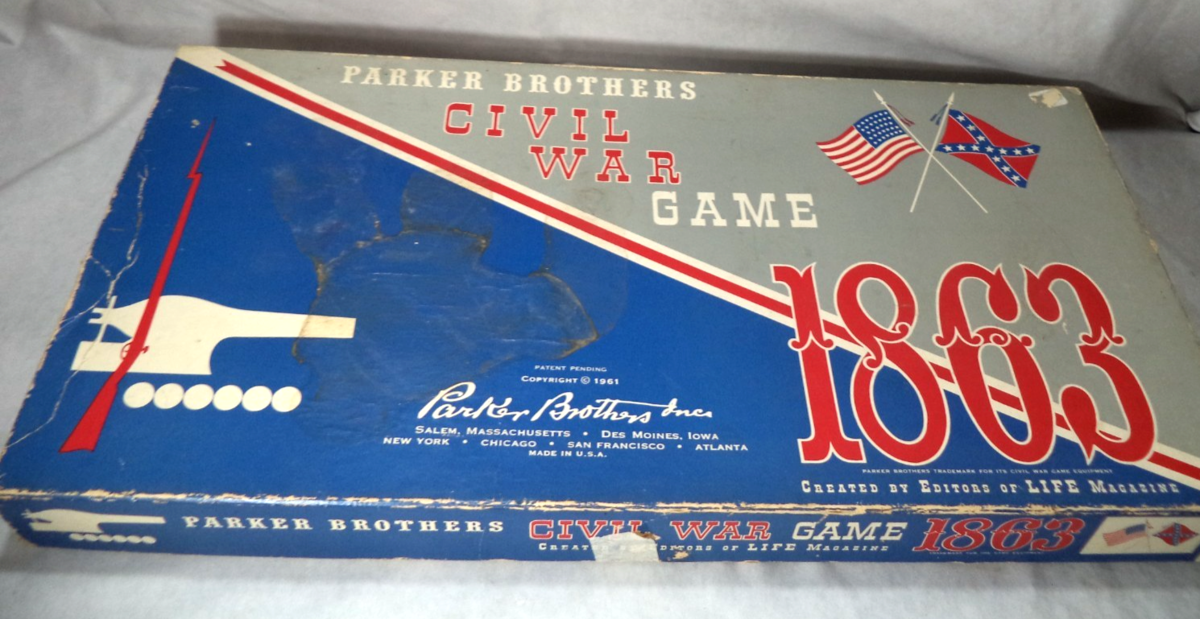 PARKER BROTHERS
CIVIL
WAR
GAME
1863
PATENT PENDING
COPYRIGHT © 1961
Parker Brothers Inc.
SALEM, MASSACHUSETTS • DES MOINES, IOWA
NEW YORK • CHICAGO • SAN FRANCISCO • ATLANTA
MADE IN U.S.A.
PARKER BROTHERS TRADEMARK FOR ITS CIVIL WAR GAME EQUIPMENT
CREATED BY EDITORS OF LIFE MAGAZINE
PARKER BROTHERS CIVIL WAR GAME 1863
EDITORS OF LIFE MAGAZINE